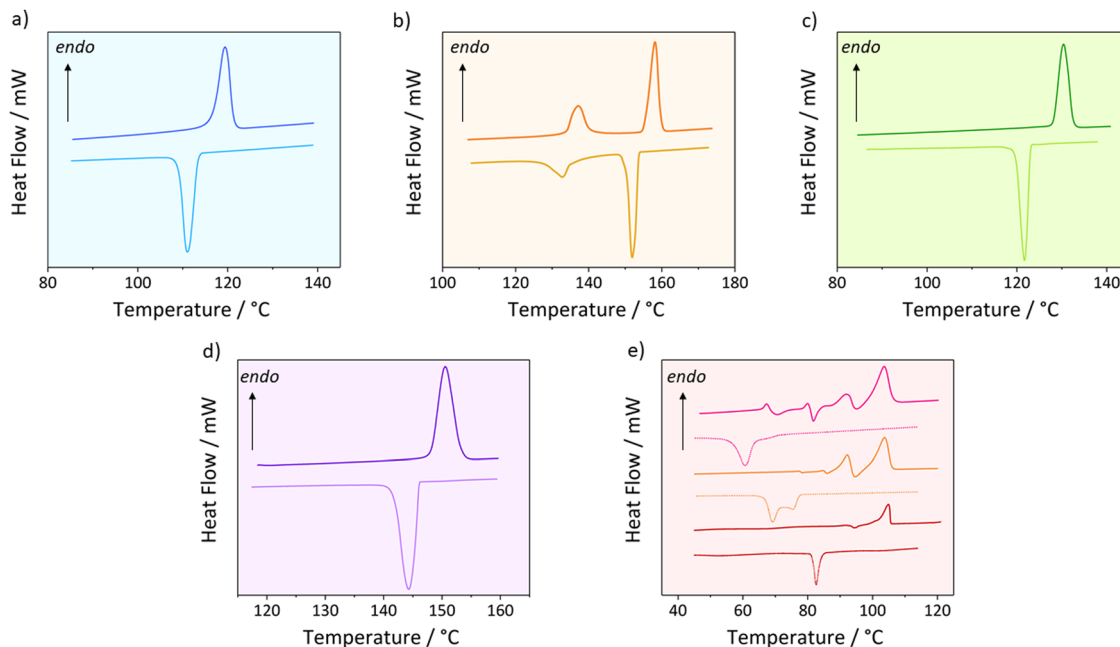 a)
endo
Heat Flow / mW
80 100 120 140
Temperature / °C
b)
endo
Heat Flow / mW
100 120 140 160 180
Temperature / °C
c)
endo
Heat Flow / mW
80 100 120 140
Temperature / °C
d)
endo
Heat Flow / mW
120 130 140 150 160
Temperature / °C
e)
endo
Heat Flow / mW
40 60 80 100 120
Temperature / °C